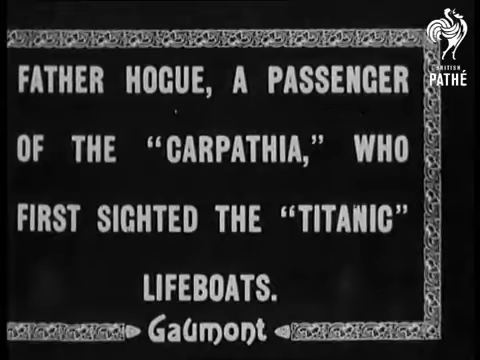 BRITISH
PATHÉ
FATHER HOGUE, A PASSENGER
OF THE "CARPATHIA," WHO
FIRST SIGHTED THE "TITANIC"
LIFEBOATS.
Gaumont